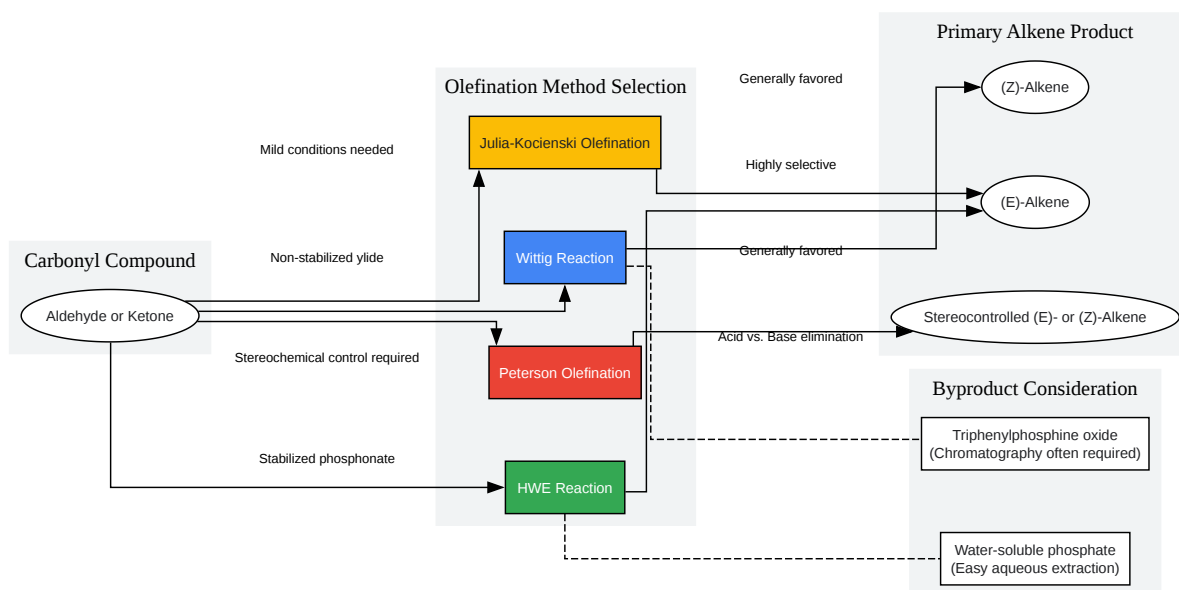 Carbonyl Compound
Aldehyde or Ketone
Mild conditions needed
Non-stabilized ylide
Stereochemical control required
Stabilized phosphonate
Olefination Method Selection
Julia-Kocienski Olefination
Wittig Reaction
Peterson Olefination
HWE Reaction
Generally favored
Highly selective
Generally favored
Acid vs. Base elimination
Primary Alkene Product
(Z)-Alkene
(E)-Alkene
Stereocontrolled (E)- or (Z)-Alkene
Byproduct Consideration
Triphenylphosphine oxide
(Chromatography often required)
Water-soluble phosphate
(Easy aqueous extraction)